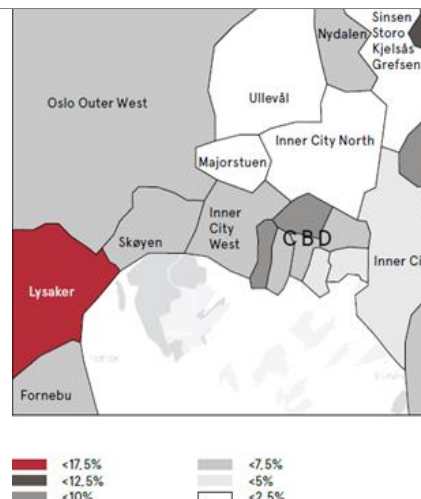 Sinsen
Storo
Kjelsås
Grefsen
Nydalen
Oslo Outer West
Ullevål
Inner City North
Majorstuen
Inner
City
West
Skøyen
CBD
Inner Ci
Lysaker
Fornebu
<17,5%
<12,5%
<10%
<7,5%
<5%
<2,5%